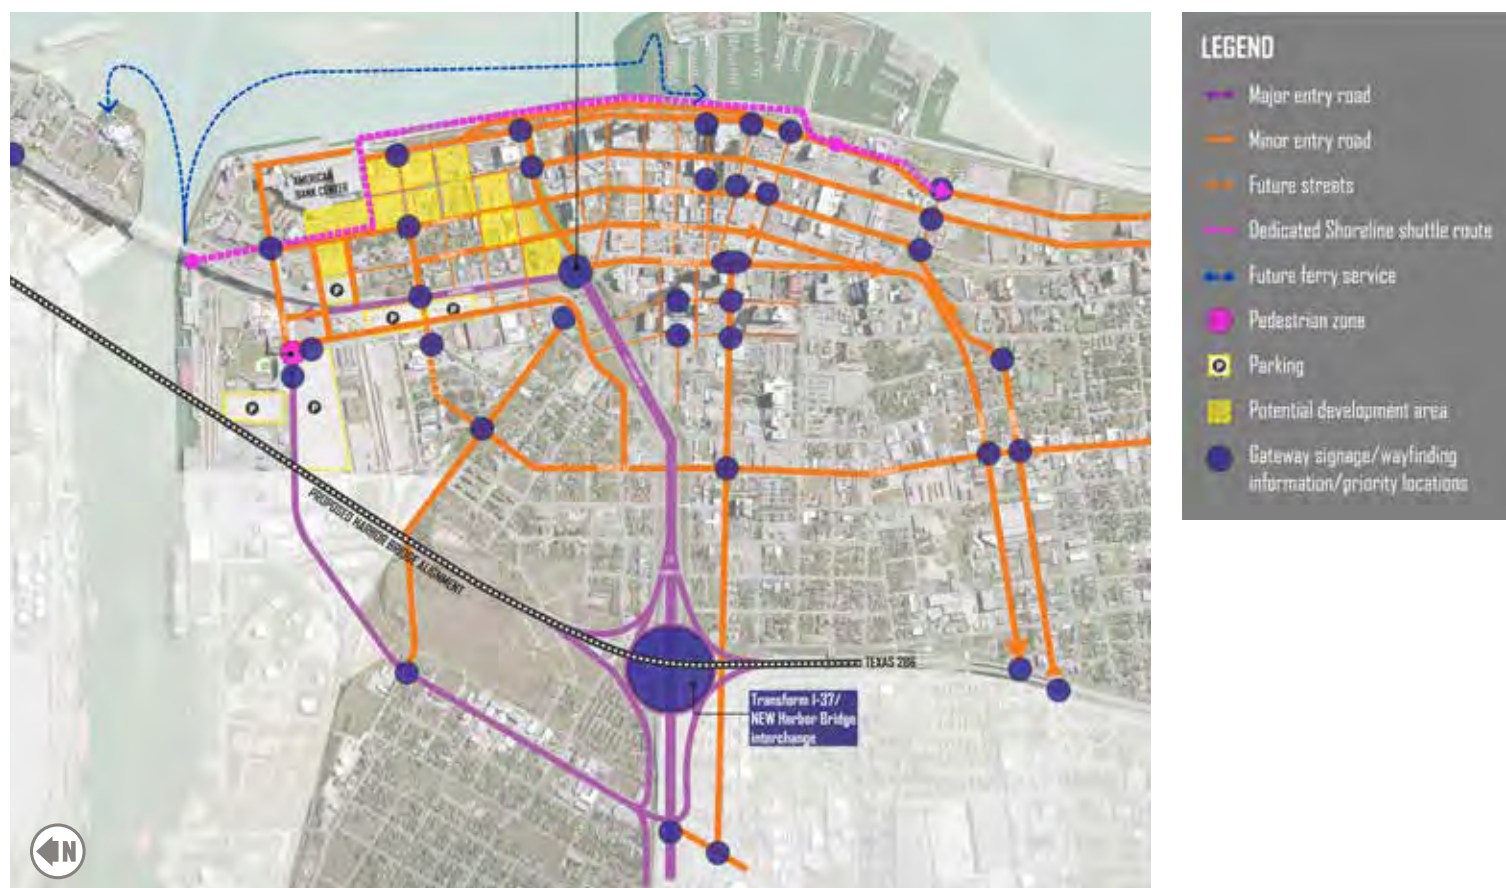 LEGEND
Major entry road
Minor entry road
Future streets
Dedicated Shoreline shuttle route
Future ferry service
Pedestrian zone
P
Parking
Potential development area
Gateway signage/wayfinding
information/priority locations
AMERICAN
BANK CENTER
P
P
P
P
P
PROPOSED HARBOR BRIDGE ALIGNMENT
TEXAS 286
Transform I-37/
NEW Harbor Bridge
interchange
N